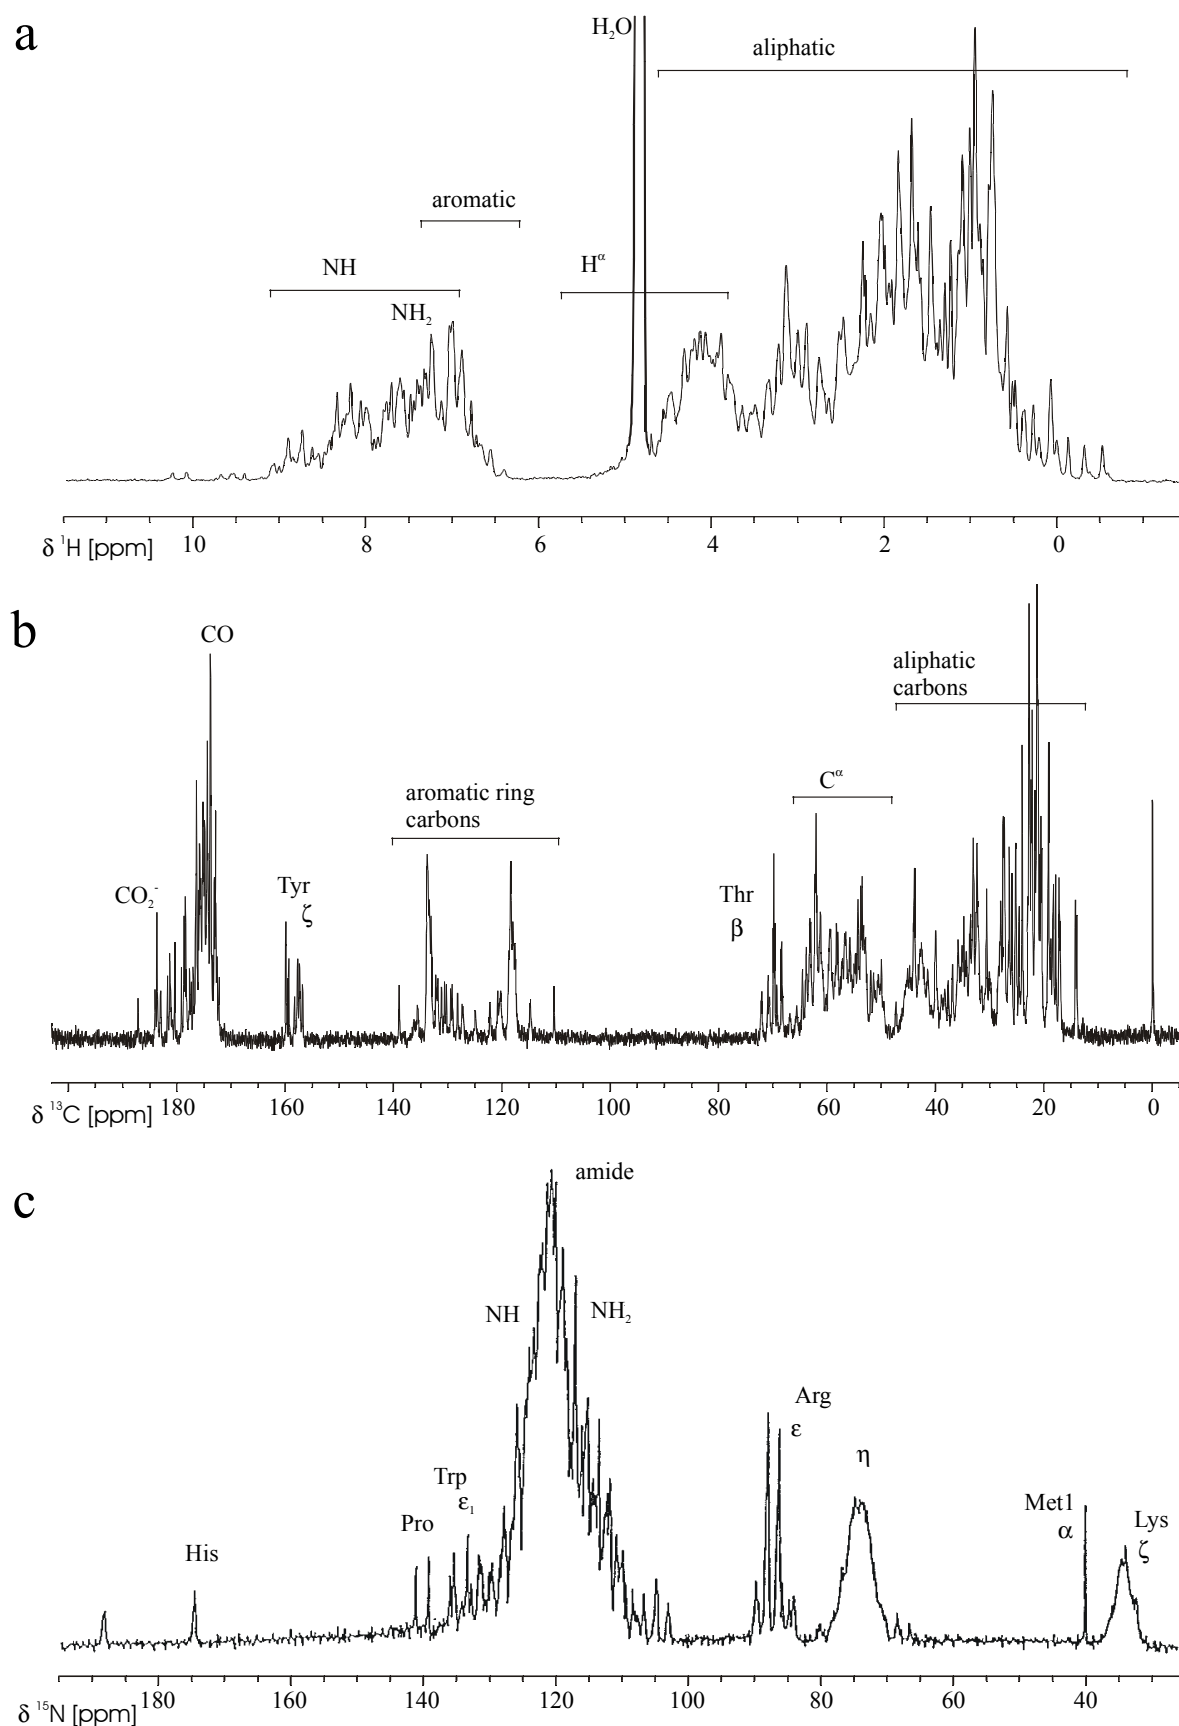 a
H₂O
aliphatic
aromatic
NH
Hᵅ
NH₂
10 8 6 4 2 0
δ ¹H [ppm]
b
CO
aliphatic
carbons
Cᵅ
aromatic ring
carbons
CO₂⁻
Tyr
ζ
Thr
β
180 160 140 120 100 80 60 40 20 0
δ ¹³C [ppm]
c
amide
NH
NH₂
Arg
ε
η
Trp
ε₁
Pro
His
Met1
α
Lys
ζ
180 160 140 120 100 80 60 40
δ ¹⁵N [ppm]